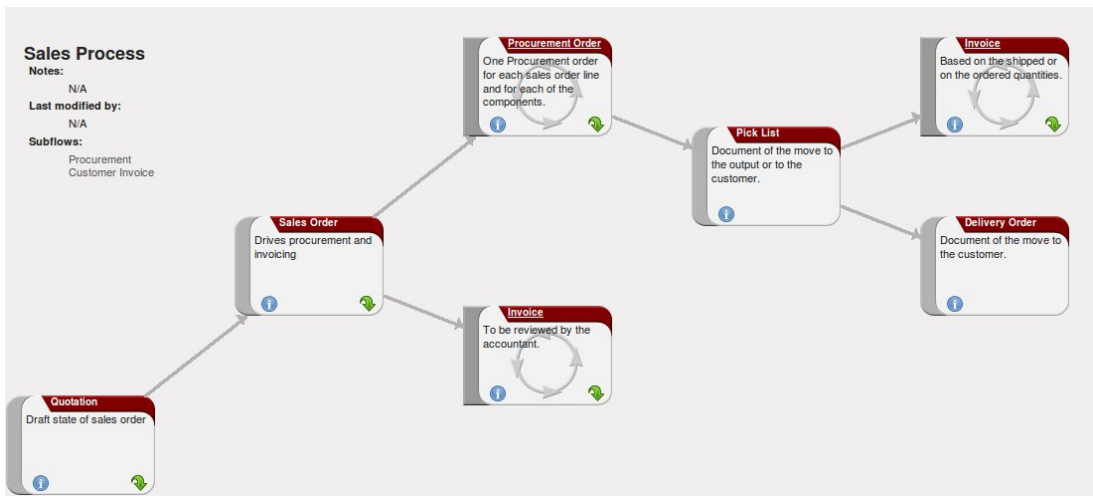 Sales Process
Notes:
N/A
Last modified by:
N/A
Subflows:
Procurement
Customer Invoice
Procurement Order
One Procurement order
for each sales order line
and for each of the
components.
Invoice
Based on the shipped or
on the ordered quantities.
Pick List
Document of the move to
the output or to the
customer.
Sales Order
Drives procurement and
invoicing
Delivery Order
Document of the move to
the customer.
Invoice
To be reviewed by the
accountant.
Quotation
Draft state of sales order